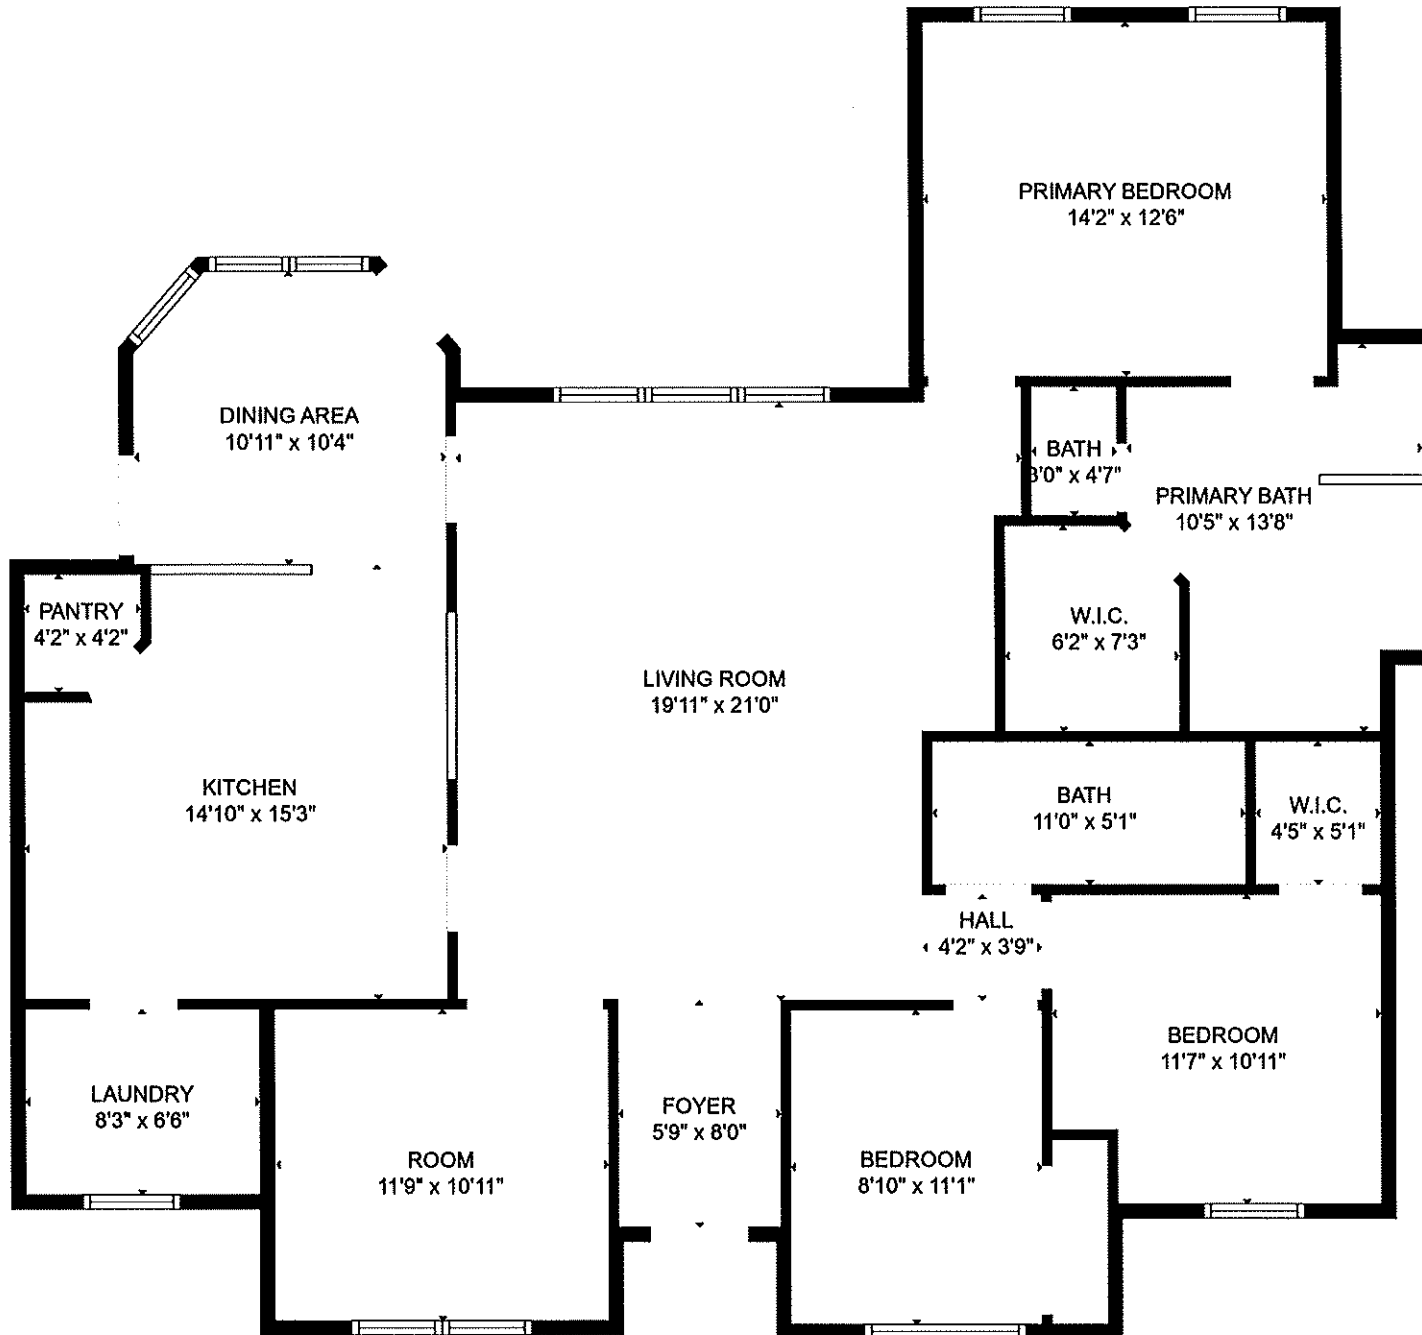 PRIMARY BEDROOM
14'2" x 12'6"
DINING AREA
10'11" x 10'4"
BATH
3'0" x 4'7"
PRIMARY BATH
10'5" x 13'8"
PANTRY
4'2" x 4'2"
W.I.C.
6'2" x 7'3"
LIVING ROOM
19'11" x 21'0"
KITCHEN
14'10" x 15'3"
BATH
11'0" x 5'1"
W.I.C.
4'5" x 5'1"
HALL
4'2" x 3'9"
BEDROOM
11'7" x 10'11"
LAUNDRY
8'3" x 6'6"
FOYER
5'9" x 8'0"
ROOM
11'9" x 10'11"
BEDROOM
8'10" x 11'1"